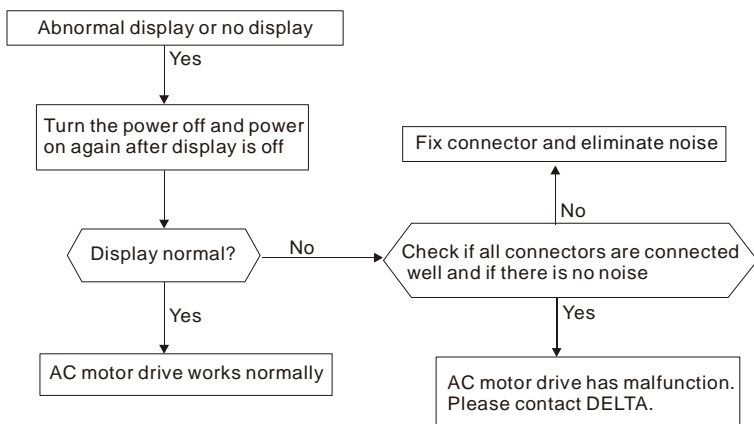 Abnormal display or no display
Yes
Turn the power off and power
on again after display is off
Display normal?
Yes
AC motor drive works normally
No
Check if all connectors are connected
well and if there is no noise
No
Fix connector and eliminate noise
Yes
AC motor drive has malfunction.
Please contact DELTA.